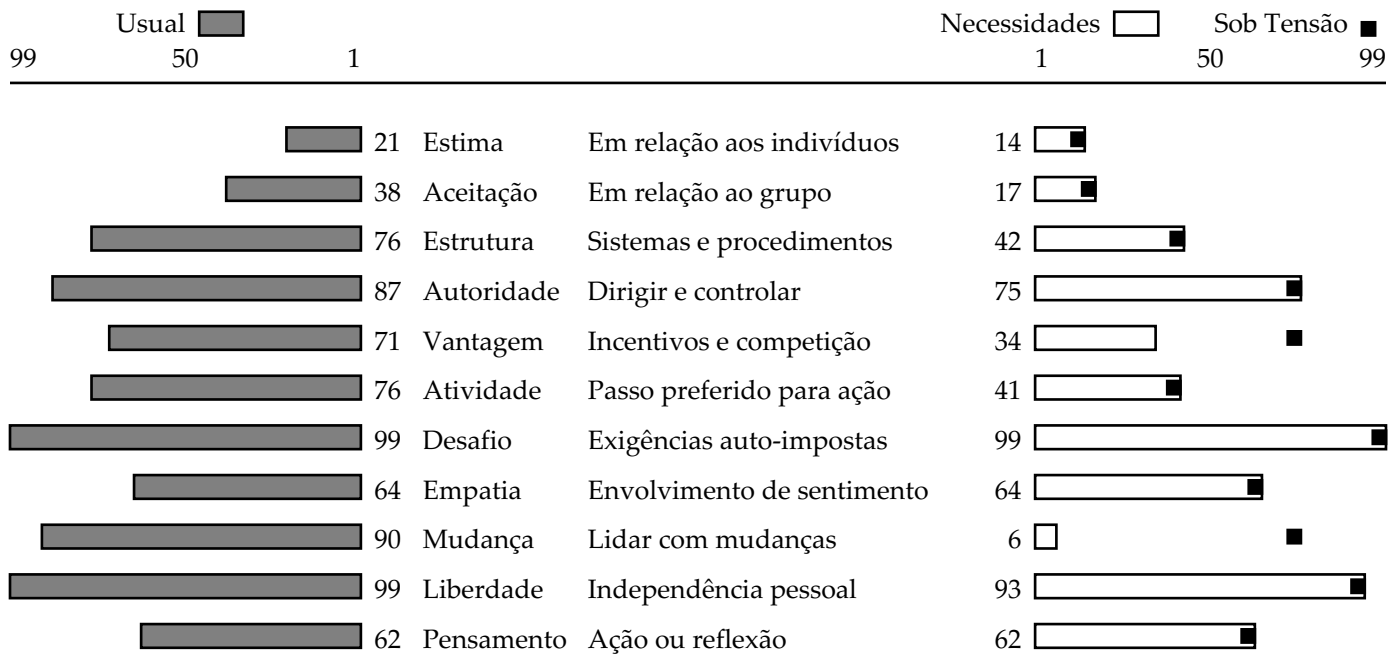 Usual Necessidades Sob Tensão
99 50 1 1 50 99
21 Estima Em relação aos indivíduos 14
38 Aceitação Em relação ao grupo 17
76 Estrutura Sistemas e procedimentos 42
87 Autoridade Dirigir e controlar 75
71 Vantagem Incentivos e competição 34
76 Atividade Passo preferido para ação 41
99 Desafio Exigências auto-impostas 99
64 Empatia Envolvimento de sentimento 64
90 Mudança Lidar com mudanças 6
99 Liberdade Independência pessoal 93
62 Pensamento Ação ou reflexão 62